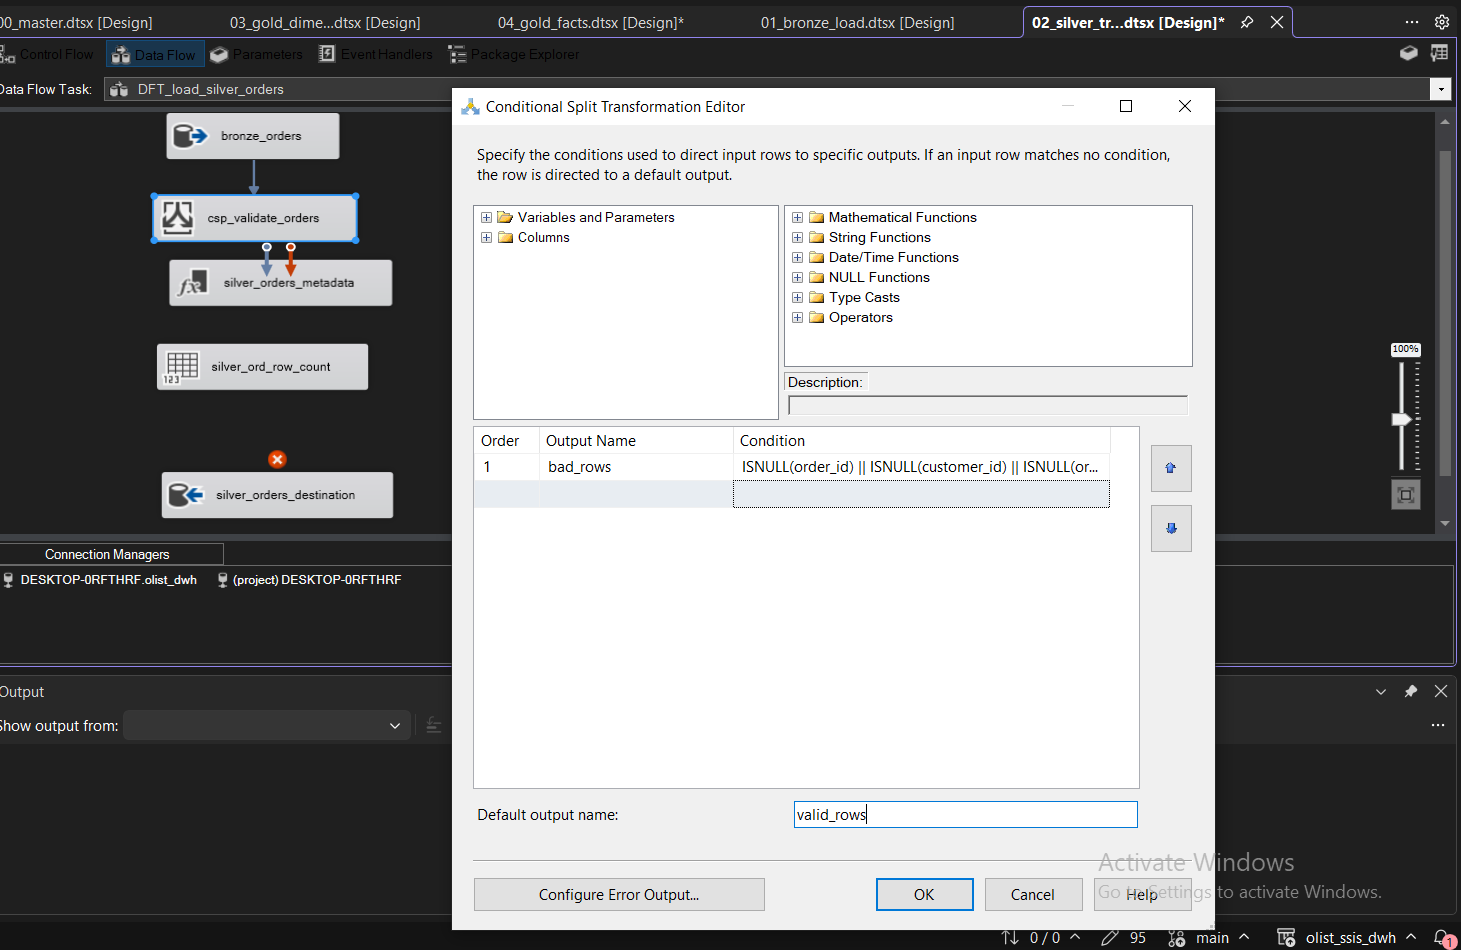 00_master.dtsx [Design]
03_gold_dime...dtsx [Design]
04_gold_facts.dtsx [Design]*
01_bronze_load.dtsx [Design]
02_silver_tr...dtsx [Design]*
Control Flow
Data Flow
Parameters
Event Handlers
Package Explorer
Data Flow Task:
DFT_load_silver_orders
bronze_orders
csp_validate_orders
silver_orders_metadata
silver_ord_row_count
123
silver_orders_destination
100%
Conditional Split Transformation Editor
Specify the conditions used to direct input rows to specific outputs. If an input row matches no condition,
the row is directed to a default output.
Variables and Parameters
Columns
Mathematical Functions
String Functions
Date/Time Functions
NULL Functions
Type Casts
Operators
Description:
Order
Output Name
Condition
1
bad_rows
ISNULL(order_id) || ISNULL(customer_id) || ISNULL(or...
Default output name:
valid_rows
Configure Error Output...
OK
Cancel
Help
Connection Managers
DESKTOP-0RFTHRF.olist_dwh
(project) DESKTOP-0RFTHRF
Output
Show output from:
Activate Windows
Go to Settings to activate Windows.
0 / 0
95
main
olist_ssis_dwh
1